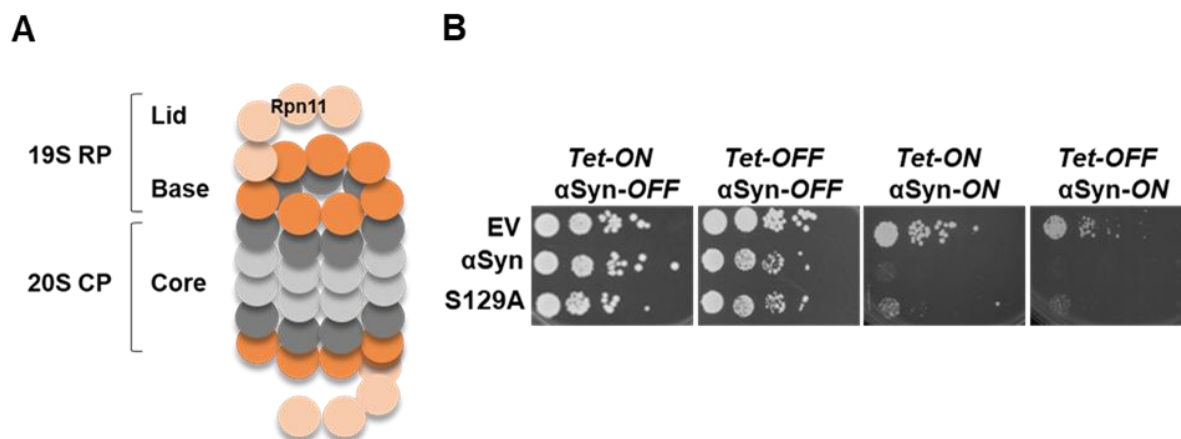 A
19S RP
Lid
Rpn11
Base
20S CP
Core
B
Tet-ON
αSyn-OFF
Tet-OFF
αSyn-OFF
Tet-ON
αSyn-ON
Tet-OFF
αSyn-ON
EV
αSyn
S129A